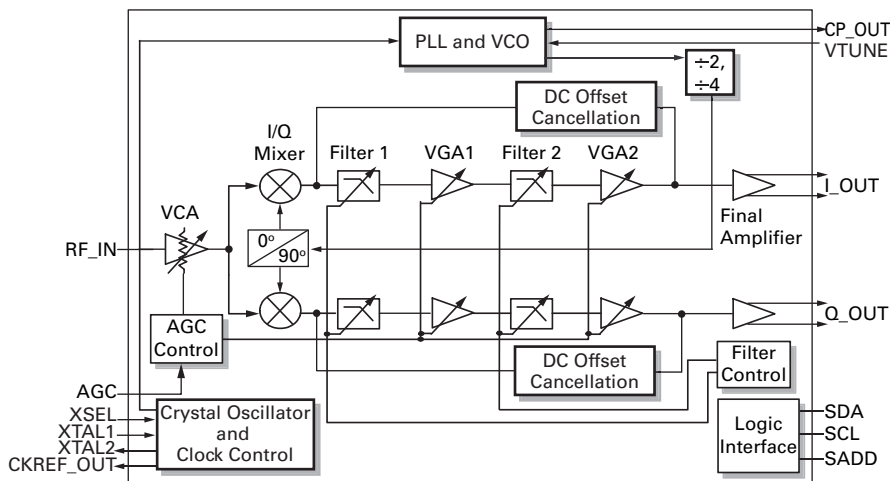 CP_OUT
PLL and VCO
VTUNE
÷2,
÷4
DC Offset
Cancellation
I/Q
Mixer
Filter 1
VGA1
Filter 2
VGA2
I_OUT
VCA
Final
Amplifier
RF_IN
0°
90°
AGC
Control
Q_OUT
DC Offset
Cancellation
Filter
Control
AGC
XSEL
XTAL1
XTAL2
CKREF_OUT
Crystal Oscillator
and
Clock Control
Logic
Interface
SDA
SCL
SADD